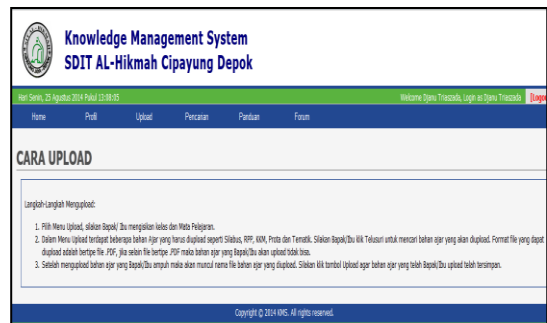 Knowledge Management System
SDIT AL-Hikmah Cipayung Depok
Hari Senin, 25 Agustus 2014 Pukul 13:08:05 Welcome Djanu Triaszada, Login as Djanu Triaszada [Logou
Home Profil Upload Pencarian Panduan Forum
CARA UPLOAD
Langkah-Langkah Mengupload:
1. Pilih Menu Upload, silakan Bapak/ Ibu mengisikan kelas dan Mata Pelajaran.
2. Dalam Menu Upload terdapat beberapa bahan Ajar yang harus diupload seperti Silabus, RPP, KKM, Prota dan Tematik. Silakan Bapak/Ibu klik Telusuri untuk mencari bahan ajar yang akan diupload. Format file yang dapat
diupload adalah bertipe file .PDF, jika selain file bertipe .PDF maka bahan ajar yang Bapak/Ibu akan upload tidak bisa.
3. Setelah mengupload bahan ajar yang Bapak/Ibu ampuh maka akan muncul nama file bahan ajar yang diupload. Silakan klik tombol Upload agar bahan ajar yang telah Bapak/Ibu upload telah tersimpan.
Copyright © 2014 KMS. All rights reserved.